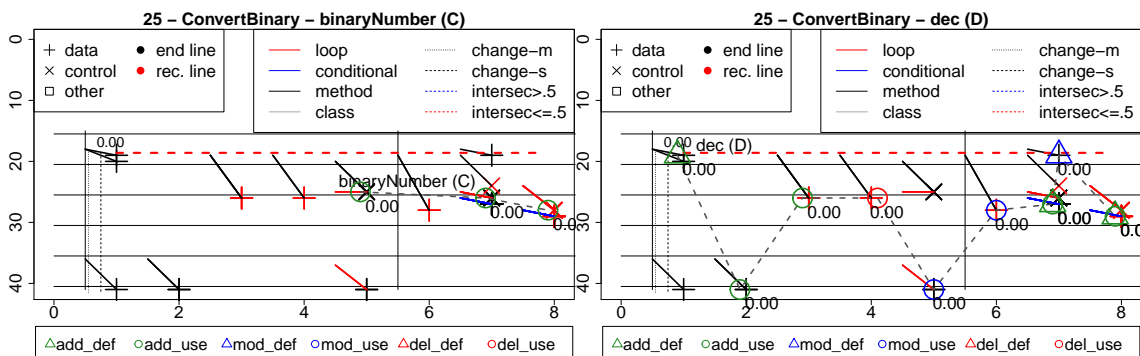 25 – ConvertBinary – binaryNumber (C)
data
control
other
end line
rec. line
loop
conditional
method
class
change-m
change-s
intersec>.5
intersec<=.5
0
10
20
30
40
0.00
binaryNumber (C)
0.00
0.00
0.0
0 2 4 6 8
add_def add_use mod_def mod_use del_def del_use
25 – ConvertBinary – dec (D)
data
control
other
end line
rec. line
loop
conditional
method
class
change-m
change-s
intersec>.5
intersec<=.5
0
10
20
30
40
0.00
dec (D)
0.00
0.00
0.00
0.00
0.00
0.00
0.00
0.00
0.0
0 2 4 6 8
add_def add_use mod_def mod_use del_def del_use